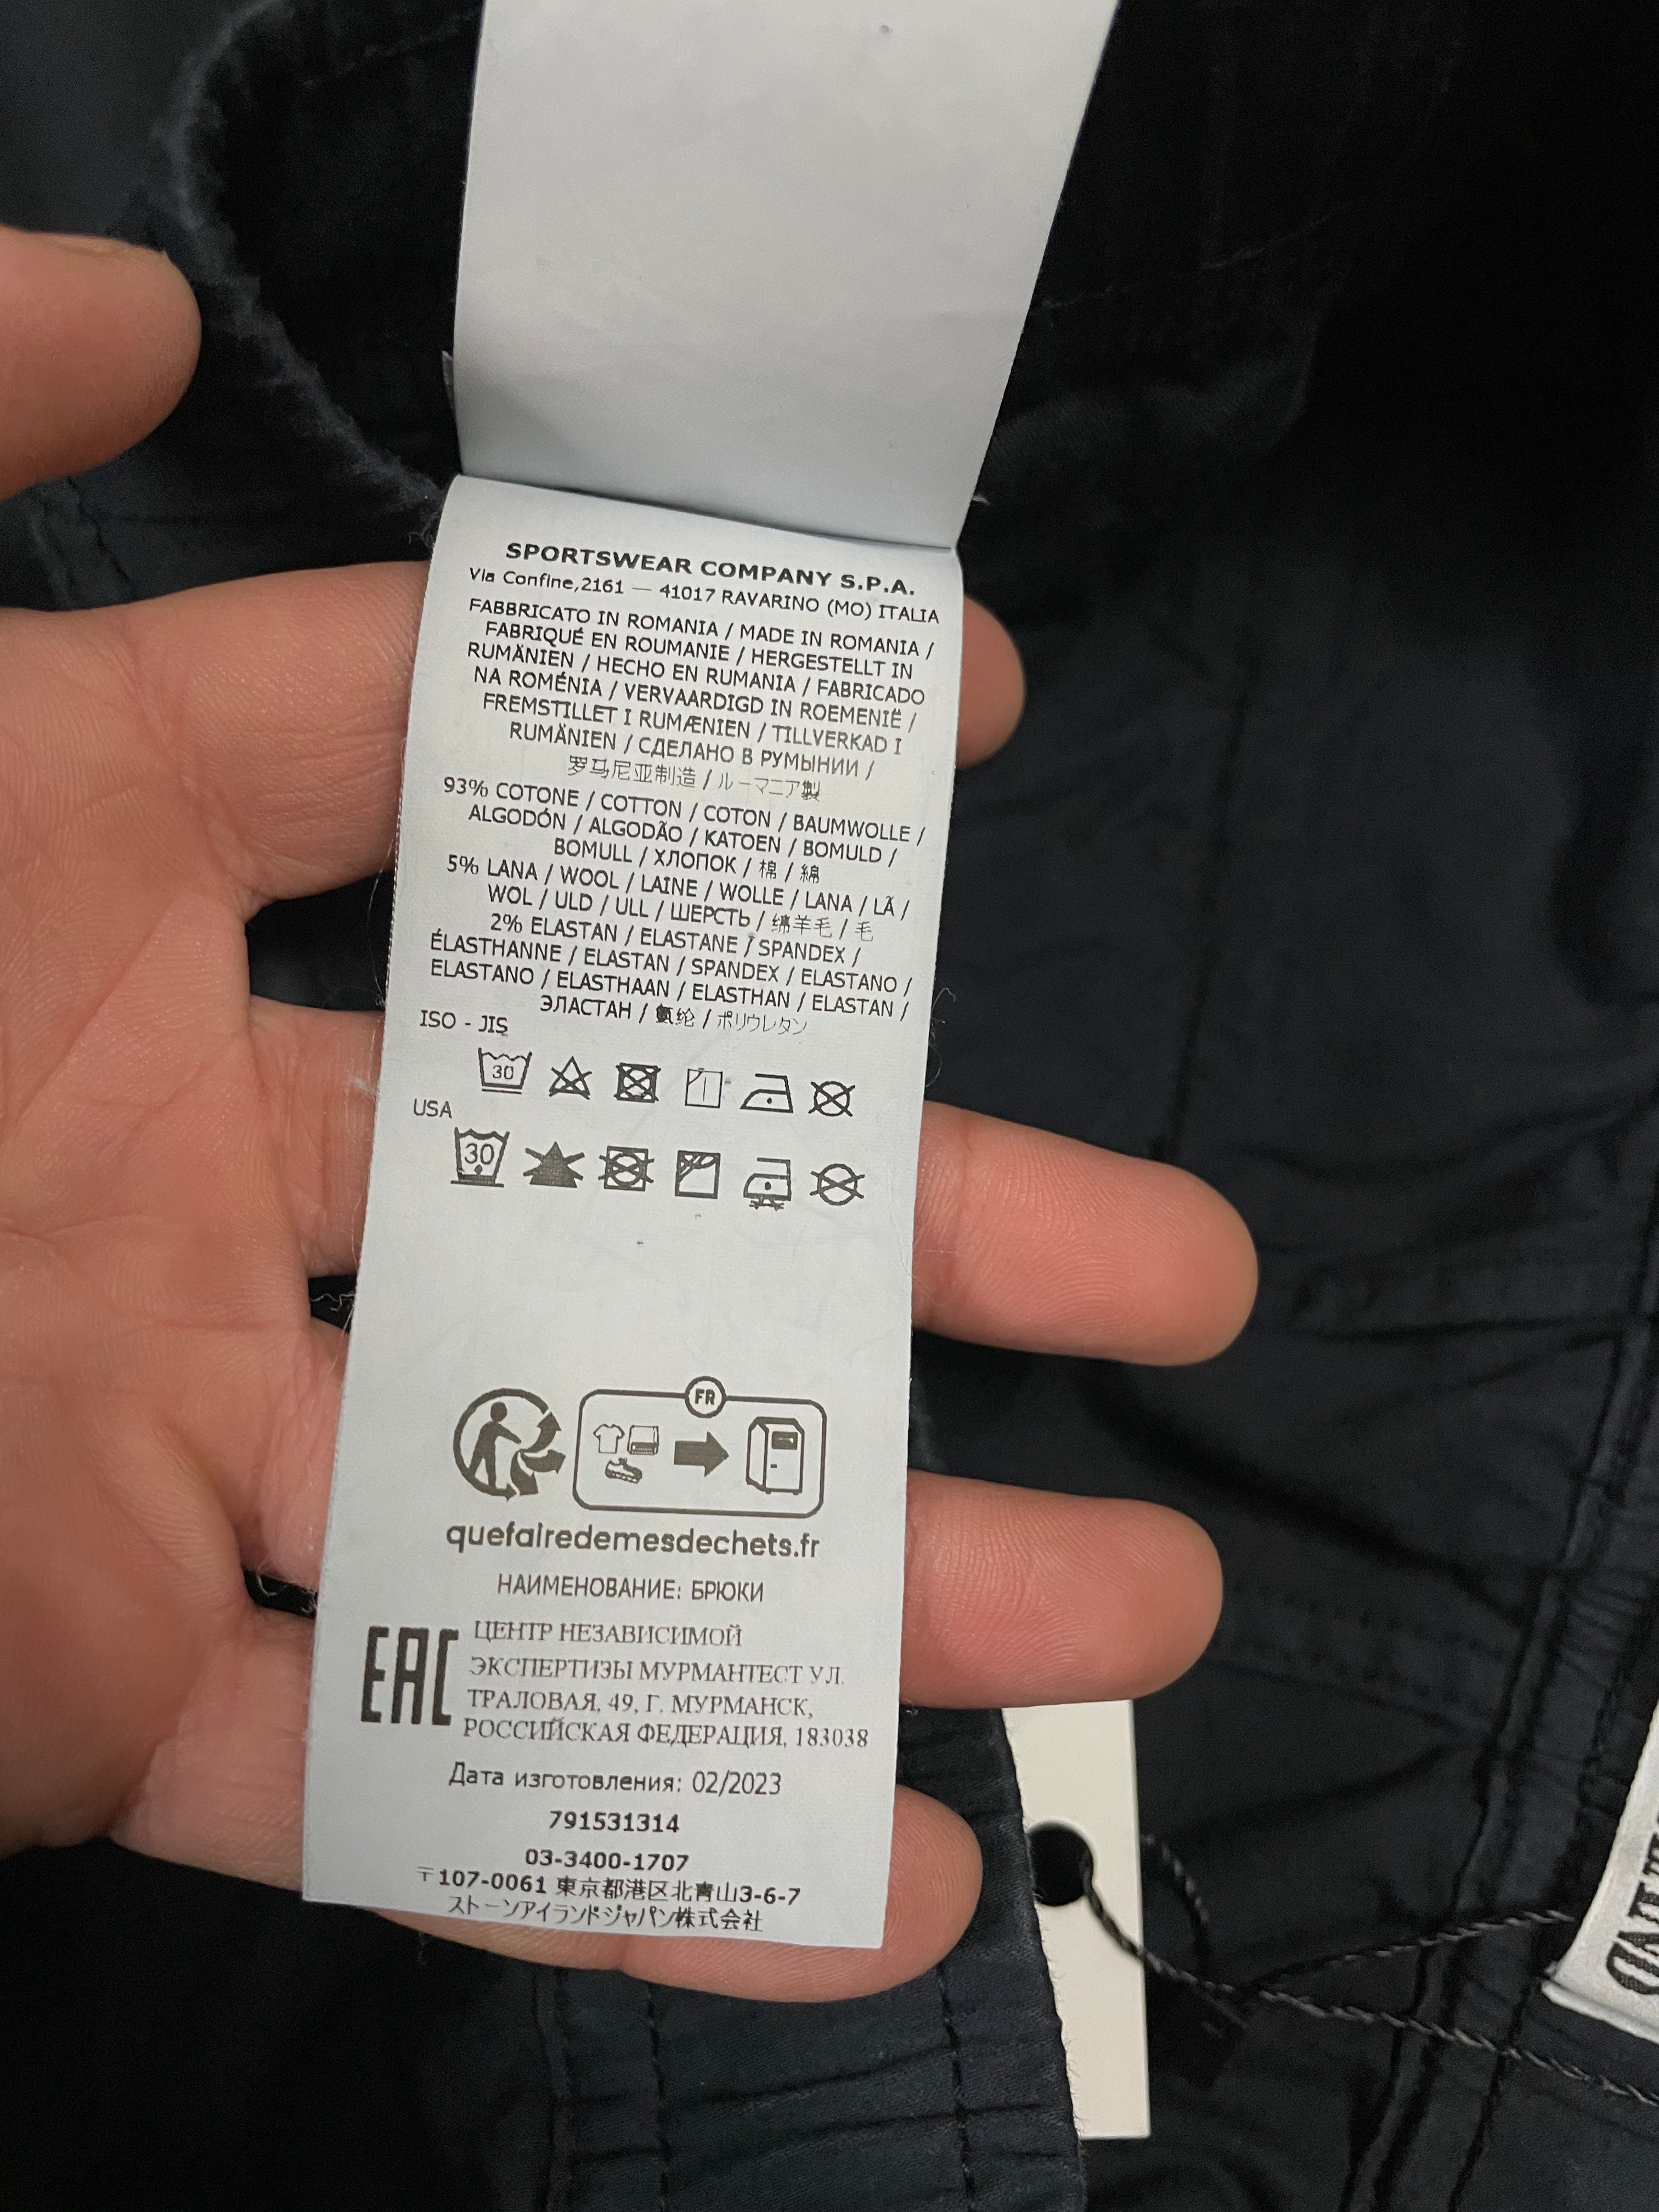 SPORTSWEAR COMPANY S.P.A.
Via Confine,2161 — 41017 RAVARINO (MO) ITALIA
FABBRICATO IN ROMANIA / MADE IN ROMANIA /
FABRIQUÉ EN ROUMANIE / HERGESTELLT IN
RUMÄNIEN / HECHO EN RUMANIA / FABRICADO
NA ROMÉNIA / VERVAARDIGD IN ROEMENIË /
FREMSTILLET I RUMÆNIEN / TILLVERKAD I
RUMÄNIEN / СДЕЛАНО В РУМЫНИИ /
罗马尼亚制造 / ルーマニア製
93% COTONE / COTTON / COTON / BAUMWOLLE /
ALGODÓN / ALGODÃO / KATOEN / BOMULD /
BOMULL / ХЛОПОК / 棉 / 綿
5% LANA / WOOL / LAINE / WOLLE / LANA / LÃ /
WOL / ULD / ULL / ШЕРСТЬ / 绵羊毛 / 毛
2% ELASTAN / ELASTANE / SPANDEX /
ÉLASTHANNE / ELASTAN / SPANDEX / ELASTANO /
ELASTANO / ELASTHAAN / ELASTHAN / ELASTAN /
ЭЛАСТАН / 氨纶 / ポリウレタン
ISO - JIS
30
USA
30
FR
quefairedemesdechets.fr
НАИМЕНОВАНИЕ: БРЮКИ
EAC
ЦЕНТР НЕЗАВИСИМОЙ
ЭКСПЕРТИЗЫ МУРМАНТЕСТ УЛ.
ТРАЛОВАЯ, 49, Г. МУРМАНСК,
РОССИЙСКАЯ ФЕДЕРАЦИЯ, 183038
Дата изготовления: 02/2023
791531314
03-3400-1707
〒107-0061 東京都港区北青山3-6-7
ストーンアイランドジャパン株式会社